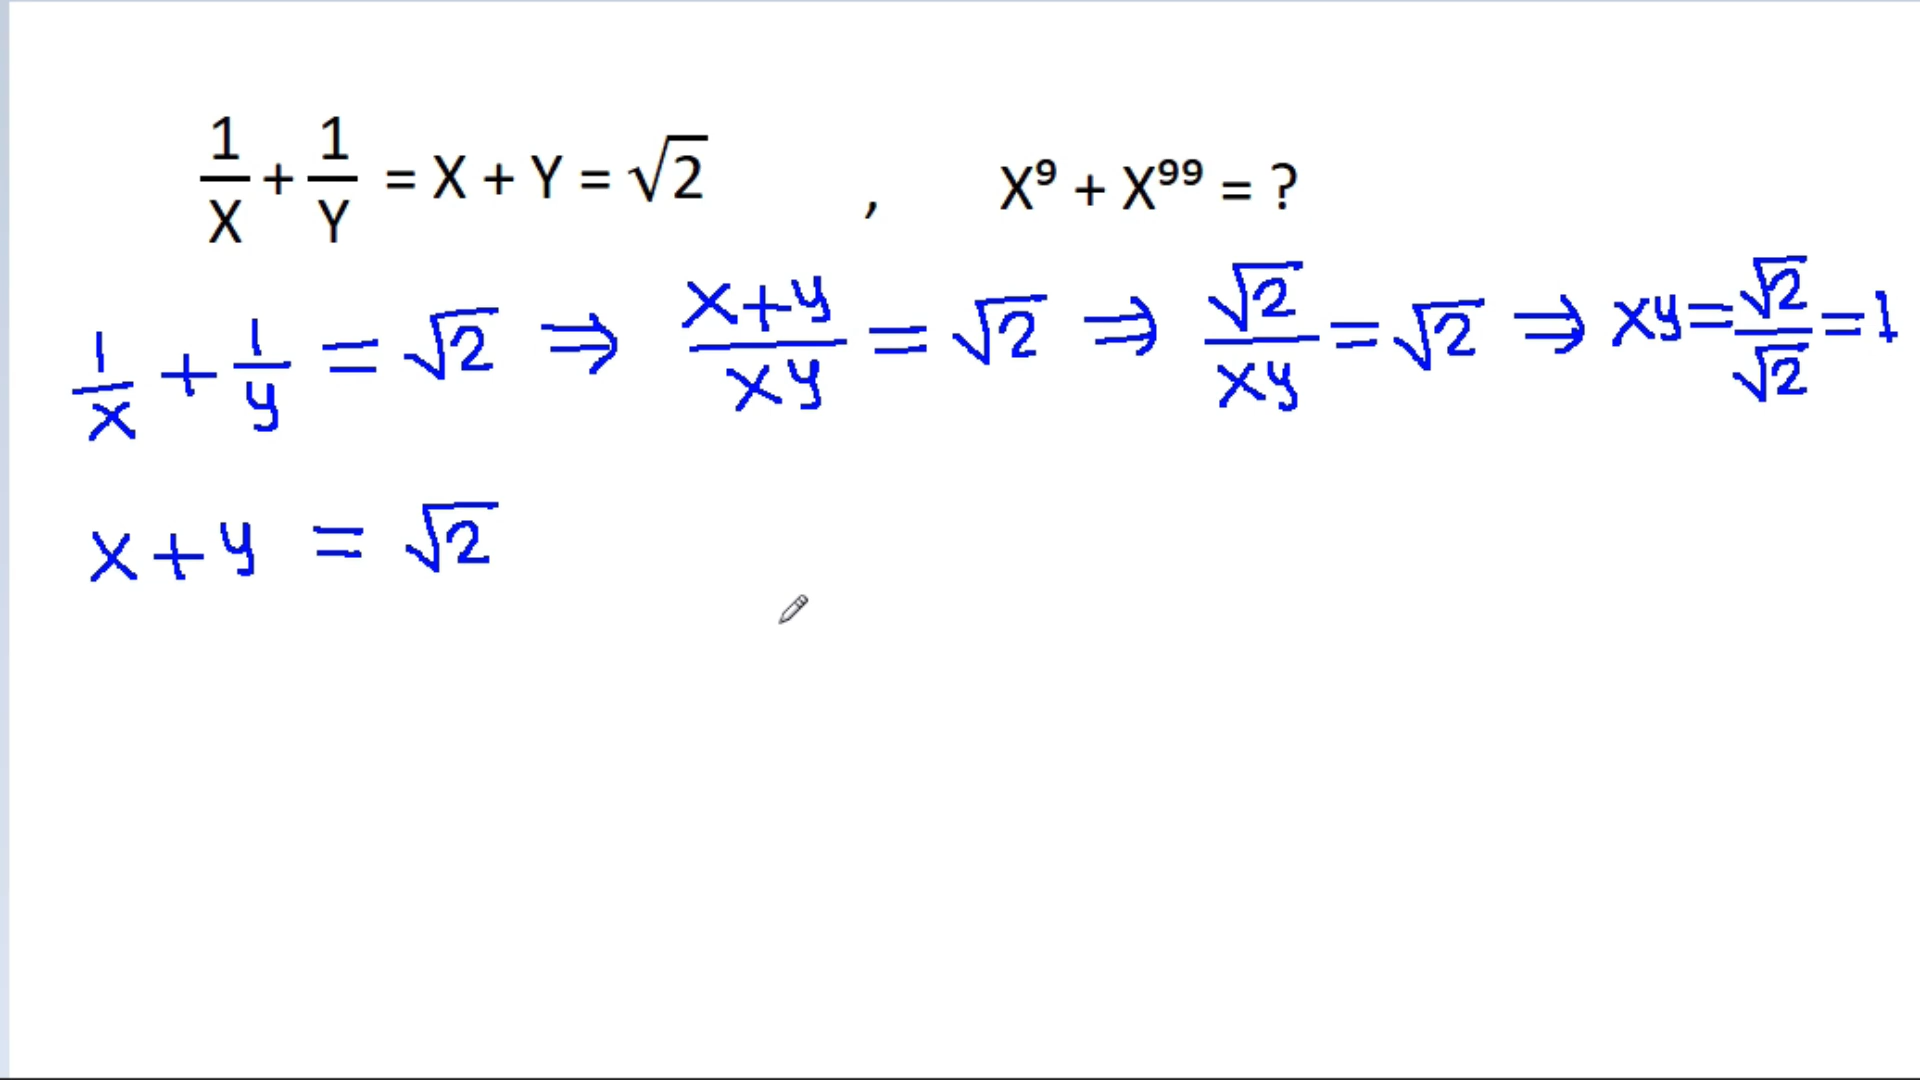 1/X + 1/Y = X + Y = √2 , X⁹ + X⁹⁹ = ?
1/x + 1/y = √2 ⇒ x+y/xy = √2 ⇒ √2/xy = √2 ⇒ xy = √2/√2 = 1
x + y = √2